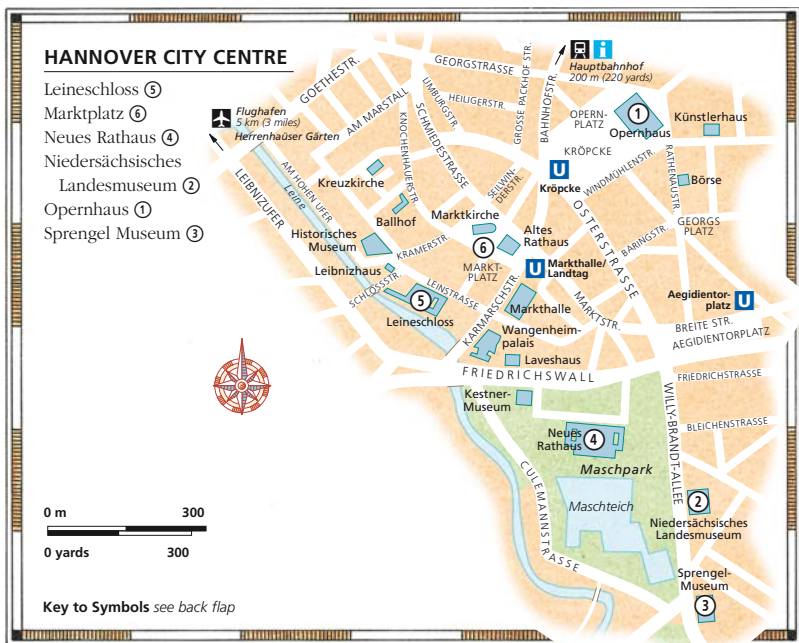 HANNOVER CITY CENTRE
Leineschloss ⑤
Marktplatz ⑥
Neues Rathaus ④
Niedersächsisches
Landesmuseum ②
Opernhaus ①
Sprengel Museum ③
Flughafen
5 km (3 miles)
Herrenhäuser Gärten
Hauptbahnhof
200 m (220 yards)
GOETHESTR.
GEORGSTRASSE
AM MARSTALL
LIMBURGSTR.
HEILIGERSTR.
GROSSE PACKHOF STR.
BAHNHOFSTR.
SCHMIEDESTRASSE
KNOCHENHAUERSTR.
OPERN-
PLATZ
①
Opernhaus
Künstlerhaus
KRÖPCKE
U
Kröpcke
WINDMÜHLENSTR.
RATHENAUSTR.
Börse
GEORGS
PLATZ
SEILWIN-
DERSTR.
OSTERSTRASSE
BARINGSTR.
LEIBNIZUFER
Leine
AM HOHEN UFER
Kreuzkirche
Ballhof
Historisches
Museum
KRAMERSTR.
Marktkirche
⑥
MARKT-
PLATZ
Altes
Rathaus
U
Markthalle/
Landtag
Leibnizhaus
SCHLOSSSTR.
LEINSTRASSE
⑤
Leineschloss
KARMARSCHSTR.
Markthalle
MARKTSTR.
Aegidientor-
platz
U
BREITE STR.
AEGIDIENTORPLATZ
Wangenheim-
palais
Laveshaus
FRIEDRICHSWALL
FRIEDRICHSTRASSE
Kestner-
Museum
WILLY-BRANDT-ALLEE
BLEICHENSTRASSE
Neues
Rathaus
④
Maschpark
CULEMANNSTRASSE
Maschteich
②
Niedersächsisches
Landesmuseum
Sprengel-
Museum
③
0 m 300
0 yards 300
Key to Symbols see back flap